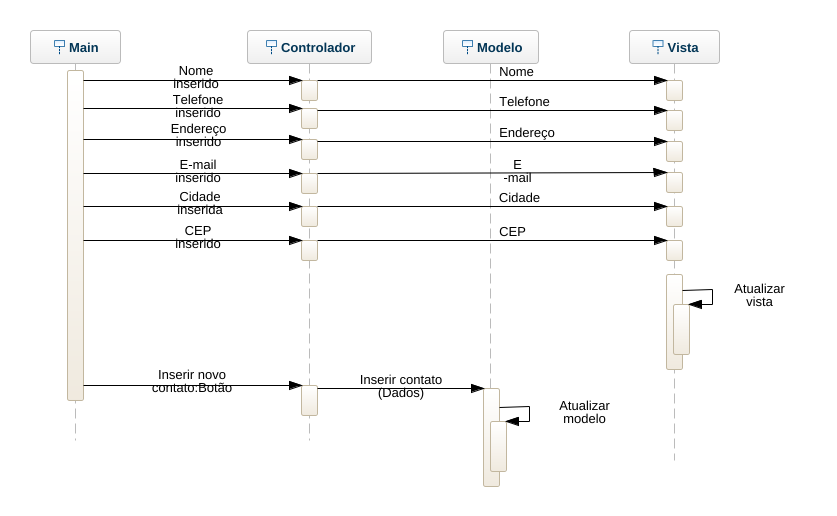 Main
Controlador
Modelo
Vista
Nome
inserido
Nome
Telefone
inserido
Telefone
Endereço
inserido
Endereço
E-mail
inserido
E
-mail
Cidade
inserida
Cidade
CEP
inserido
CEP
Atualizar
vista
Inserir novo
contato:Botão
Inserir contato
(Dados)
Atualizar
modelo